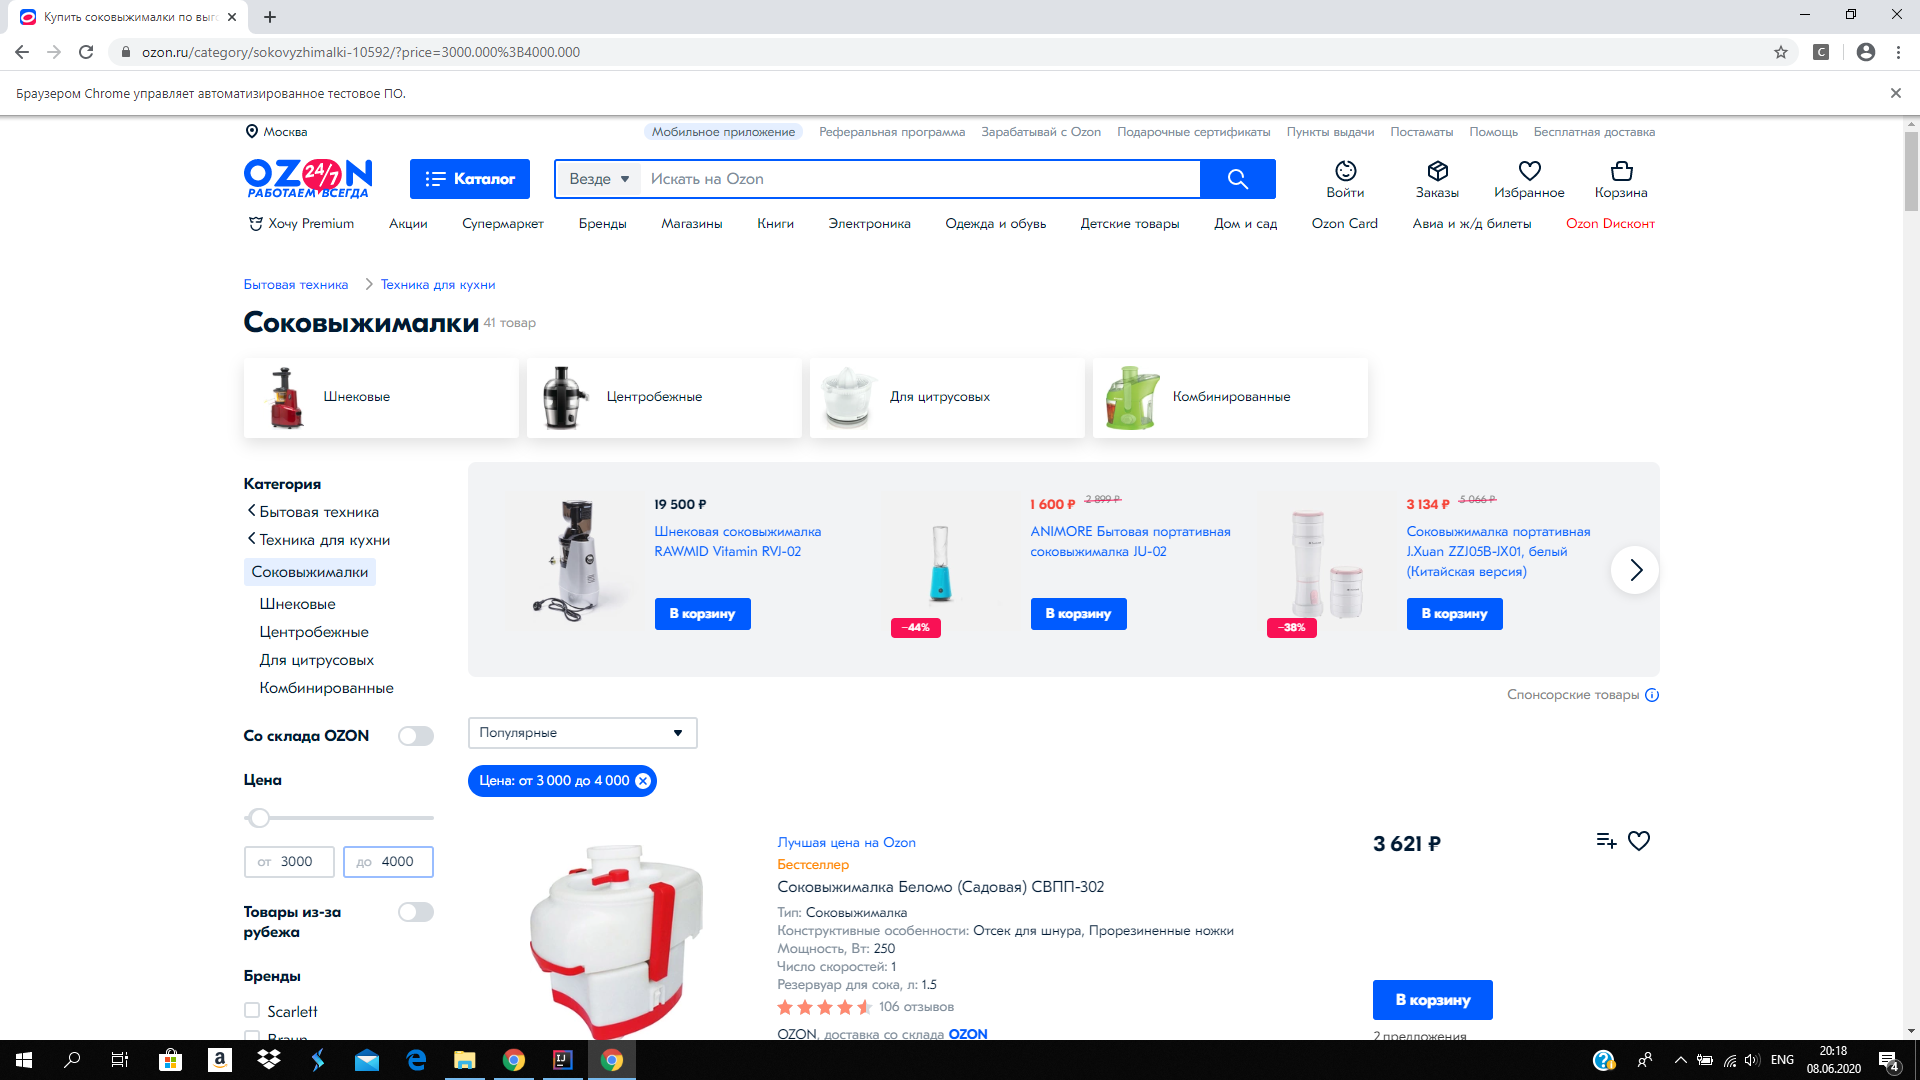 Купить соковыжималки по выг
ozon.ru/category/sokovyzhimalki-10592/?price=3000.000%3B4000.000
C
Браузером Chrome управляет автоматизированное тестовое ПО.
Москва
Мобильное приложение Реферальная программа Зарабатывай с Ozon Подарочные сертификаты Пункты выдачи Постаматы Помощь Бесплатная доставка
OZON 24/7
РАБОТАЕМ ВСЕГДА
Каталог
Везде Искать на Ozon
Войти Заказы Избранное Корзина
Хочу Premium Акции Супермаркет Бренды Магазины Книги Электроника Одежда и обувь Детские товары Дом и сад Ozon Card Авиа и ж/д билеты Ozon Dисконт
Бытовая техника Техника для кухни
Соковыжималки 41 товар
Шнековые Центробежные Для цитрусовых Комбинированные
Категория
Бытовая техника
Техника для кухни
Соковыжималки
Шнековые
Центробежные
Для цитрусовых
Комбинированные
19 500 ₽
Шнековая соковыжималка
RAWMID Vitamin RVJ-02
В корзину
1 600 ₽ 2 899 ₽
ANIMORE Бытовая портативная
соковыжималка JU-02
В корзину
−44%
3 134 ₽ 5 066 ₽
Соковыжималка портативная
J.Xuan ZZJ05B-JX01, белый
(Китайская версия)
В корзину
−38%
Спонсорские товары
Со склада OZON
Цена
от 3000 до 4000
Товары из-за
рубежа
Бренды
Scarlett
Braun
Популярные
Цена: от 3 000 до 4 000
Лучшая цена на Ozon
Бестселлер
Соковыжималка Беломо (Садовая) СВПП-302
Тип: Соковыжималка
Конструктивные особенности: Отсек для шнура, Прорезиненные ножки
Мощность, Вт: 250
Число скоростей: 1
Резервуар для сока, л: 1.5
106 отзывов
OZON, доставка со склада OZON
3 621 ₽
В корзину
2 предложения
a
IJ
ENG
20:18
08.06.2020
4